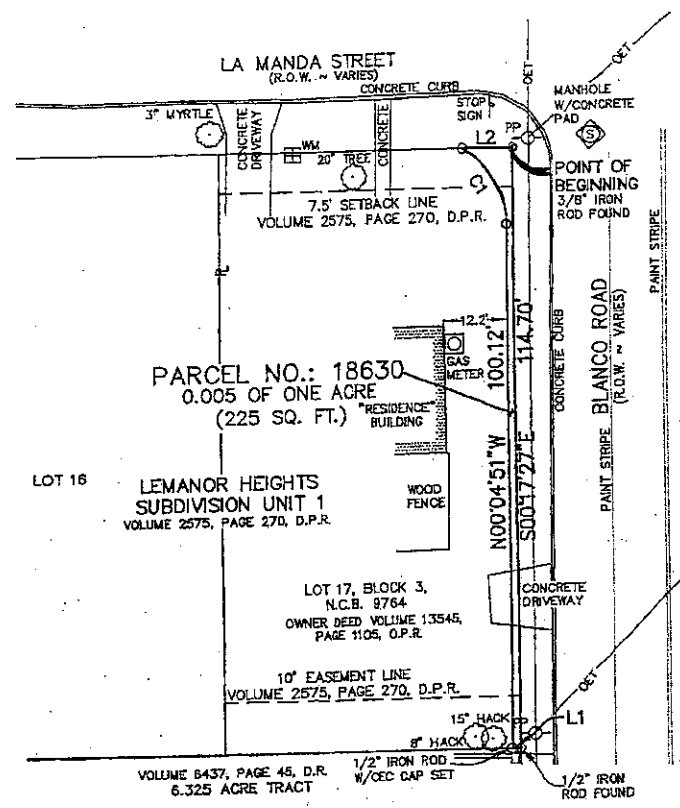 LA MANDA STREET
(R.O.W. ~ VARIES)
CONCRETE CURB
OET
OET
MANHOLE
W/CONCRETE
PAD
STOP
SIGN
PP
S
3" MYRTLE
CONCRETE
DRIVEWAY
WM
20" TREE
CONCRETE
L2
C1
POINT OF
BEGINNING
3/8" IRON
ROD FOUND
7.5' SETBACK LINE
VOLUME 2575, PAGE 270, D.P.R.
PAINT STRIPE
PL
12.2'
GAS
METER
100.12'
114.70'
N00°04'51"W
S00°17'27"E
CONCRETE CURB
BLANCO ROAD
(R.O.W. ~ VARIES)
PAINT STRIPE
PARCEL NO.: 18630
0.005 OF ONE ACRE
(225 SQ. FT.)
"RESIDENCE"
BUILDING
LOT 16
LEMANOR HEIGHTS
SUBDIVISION UNIT 1
VOLUME 2575, PAGE 270, D.P.R.
WOOD
FENCE
LOT 17, BLOCK 3,
N.C.B. 9764
OWNER DEED VOLUME 13545,
PAGE 1105, O.P.R.
CONCRETE
DRIVEWAY
10' EASEMENT LINE
VOLUME 2575, PAGE 270, D.P.R.
OET
15" HACK
L1
8" HACK
1/2" IRON ROD
W/CEC CAP SET
1/2" IRON
ROD FOUND
VOLUME 6437, PAGE 45, D.R.
6.325 ACRE TRACT